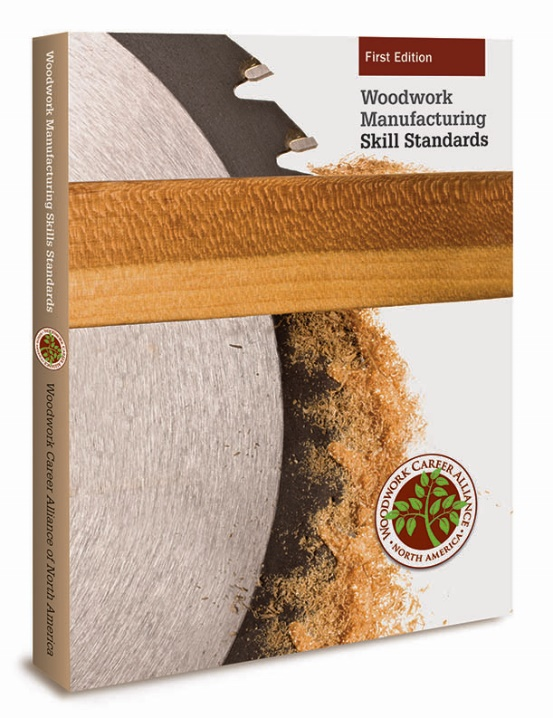 First Edition
Woodwork
Manufacturing
Skill Standards
WOODWORK CAREER ALLIANCE
• NORTH AMERICA •
Woodwork Manufacturing Skills Standards
Woodwork Career Alliance of North America